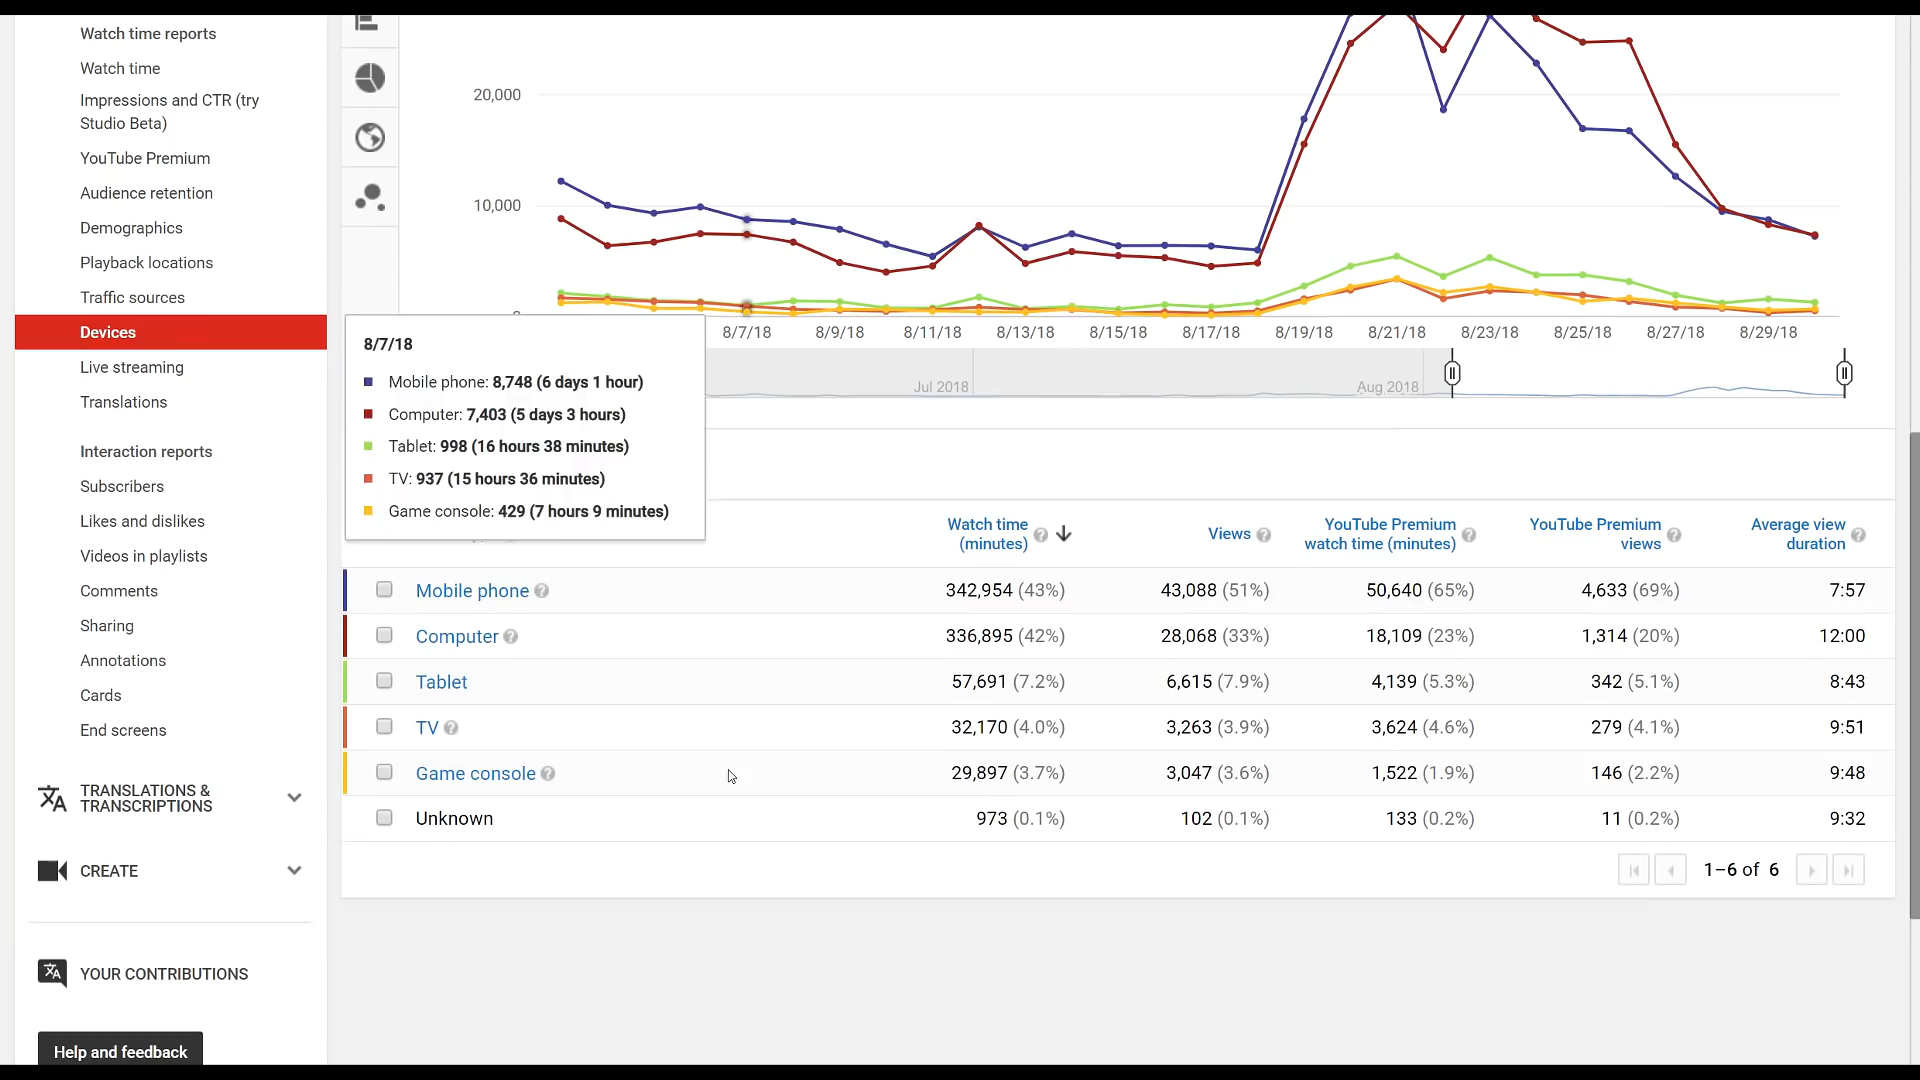 Watch time reports
Watch time
Impressions and CTR (try
Studio Beta)
YouTube Premium
Audience retention
Demographics
Playback locations
Traffic sources
Devices
Live streaming
Translations
Interaction reports
Subscribers
Likes and dislikes
Videos in playlists
Comments
Sharing
Annotations
Cards
End screens
TRANSLATIONS &
TRANSCRIPTIONS
CREATE
YOUR CONTRIBUTIONS
Help and feedback
20,000
10,000
8/7/18 8/9/18 8/11/18 8/13/18 8/15/18 8/17/18 8/19/18 8/21/18 8/23/18 8/25/18 8/27/18 8/29/18
Jul 2018 Aug 2018
8/7/18
Mobile phone: 8,748 (6 days 1 hour)
Computer: 7,403 (5 days 3 hours)
Tablet: 998 (16 hours 38 minutes)
TV: 937 (15 hours 36 minutes)
Game console: 429 (7 hours 9 minutes)
Watch time (minutes) Views YouTube Premium watch time (minutes) YouTube Premium views Average view duration
Mobile phone 342,954 (43%) 43,088 (51%) 50,640 (65%) 4,633 (69%) 7:57
Computer 336,895 (42%) 28,068 (33%) 18,109 (23%) 1,314 (20%) 12:00
Tablet 57,691 (7.2%) 6,615 (7.9%) 4,139 (5.3%) 342 (5.1%) 8:43
TV 32,170 (4.0%) 3,263 (3.9%) 3,624 (4.6%) 279 (4.1%) 9:51
Game console 29,897 (3.7%) 3,047 (3.6%) 1,522 (1.9%) 146 (2.2%) 9:48
Unknown 973 (0.1%) 102 (0.1%) 133 (0.2%) 11 (0.2%) 9:32
1–6 of 6